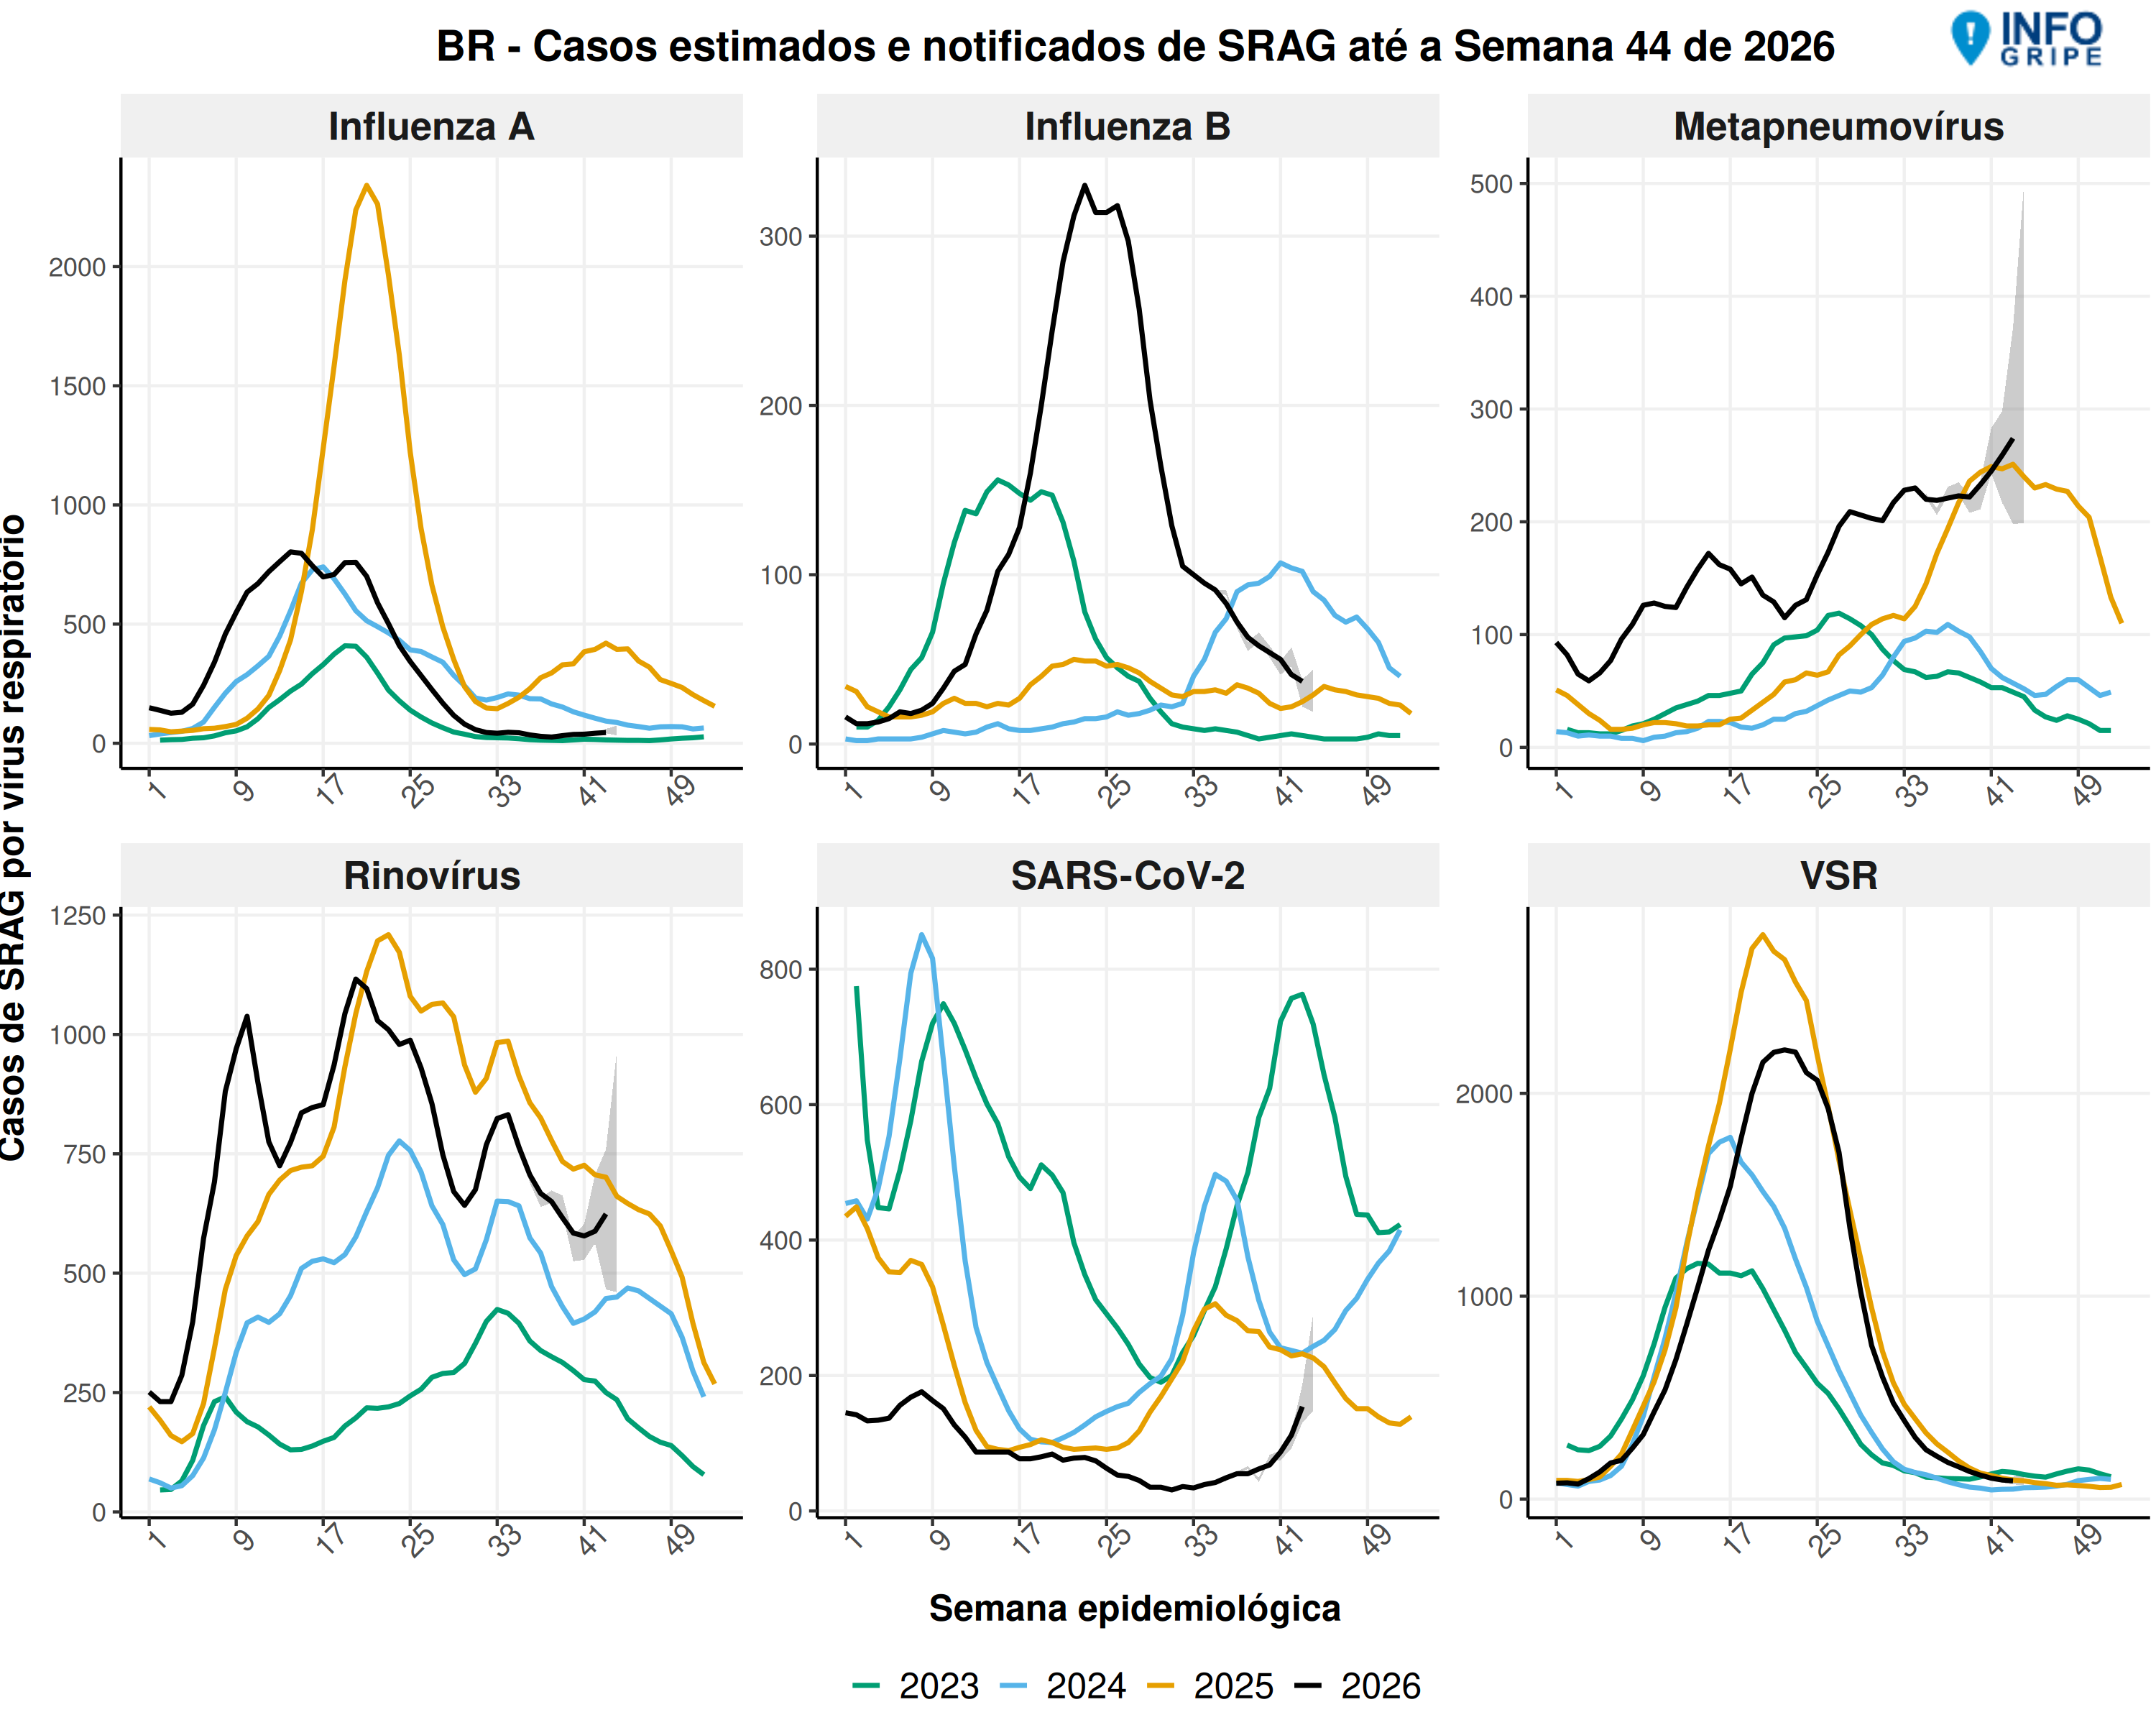 BR - Casos estimados e notificados de SRAG até a Semana 44 de 2026
INFO
GRIPE
Casos de SRAG por vírus respiratório
Influenza A
2000
1500
1000
500
0
1 9 17 25 33 41 49
Influenza B
300
200
100
0
1 9 17 25 33 41 49
Metapneumovírus
500
400
300
200
100
0
1 9 17 25 33 41 49
Rinovírus
1250
1000
750
500
250
0
1 9 17 25 33 41 49
SARS-CoV-2
800
600
400
200
0
1 9 17 25 33 41 49
VSR
2000
1000
0
1 9 17 25 33 41 49
Semana epidemiológica
2023 2024 2025 2026